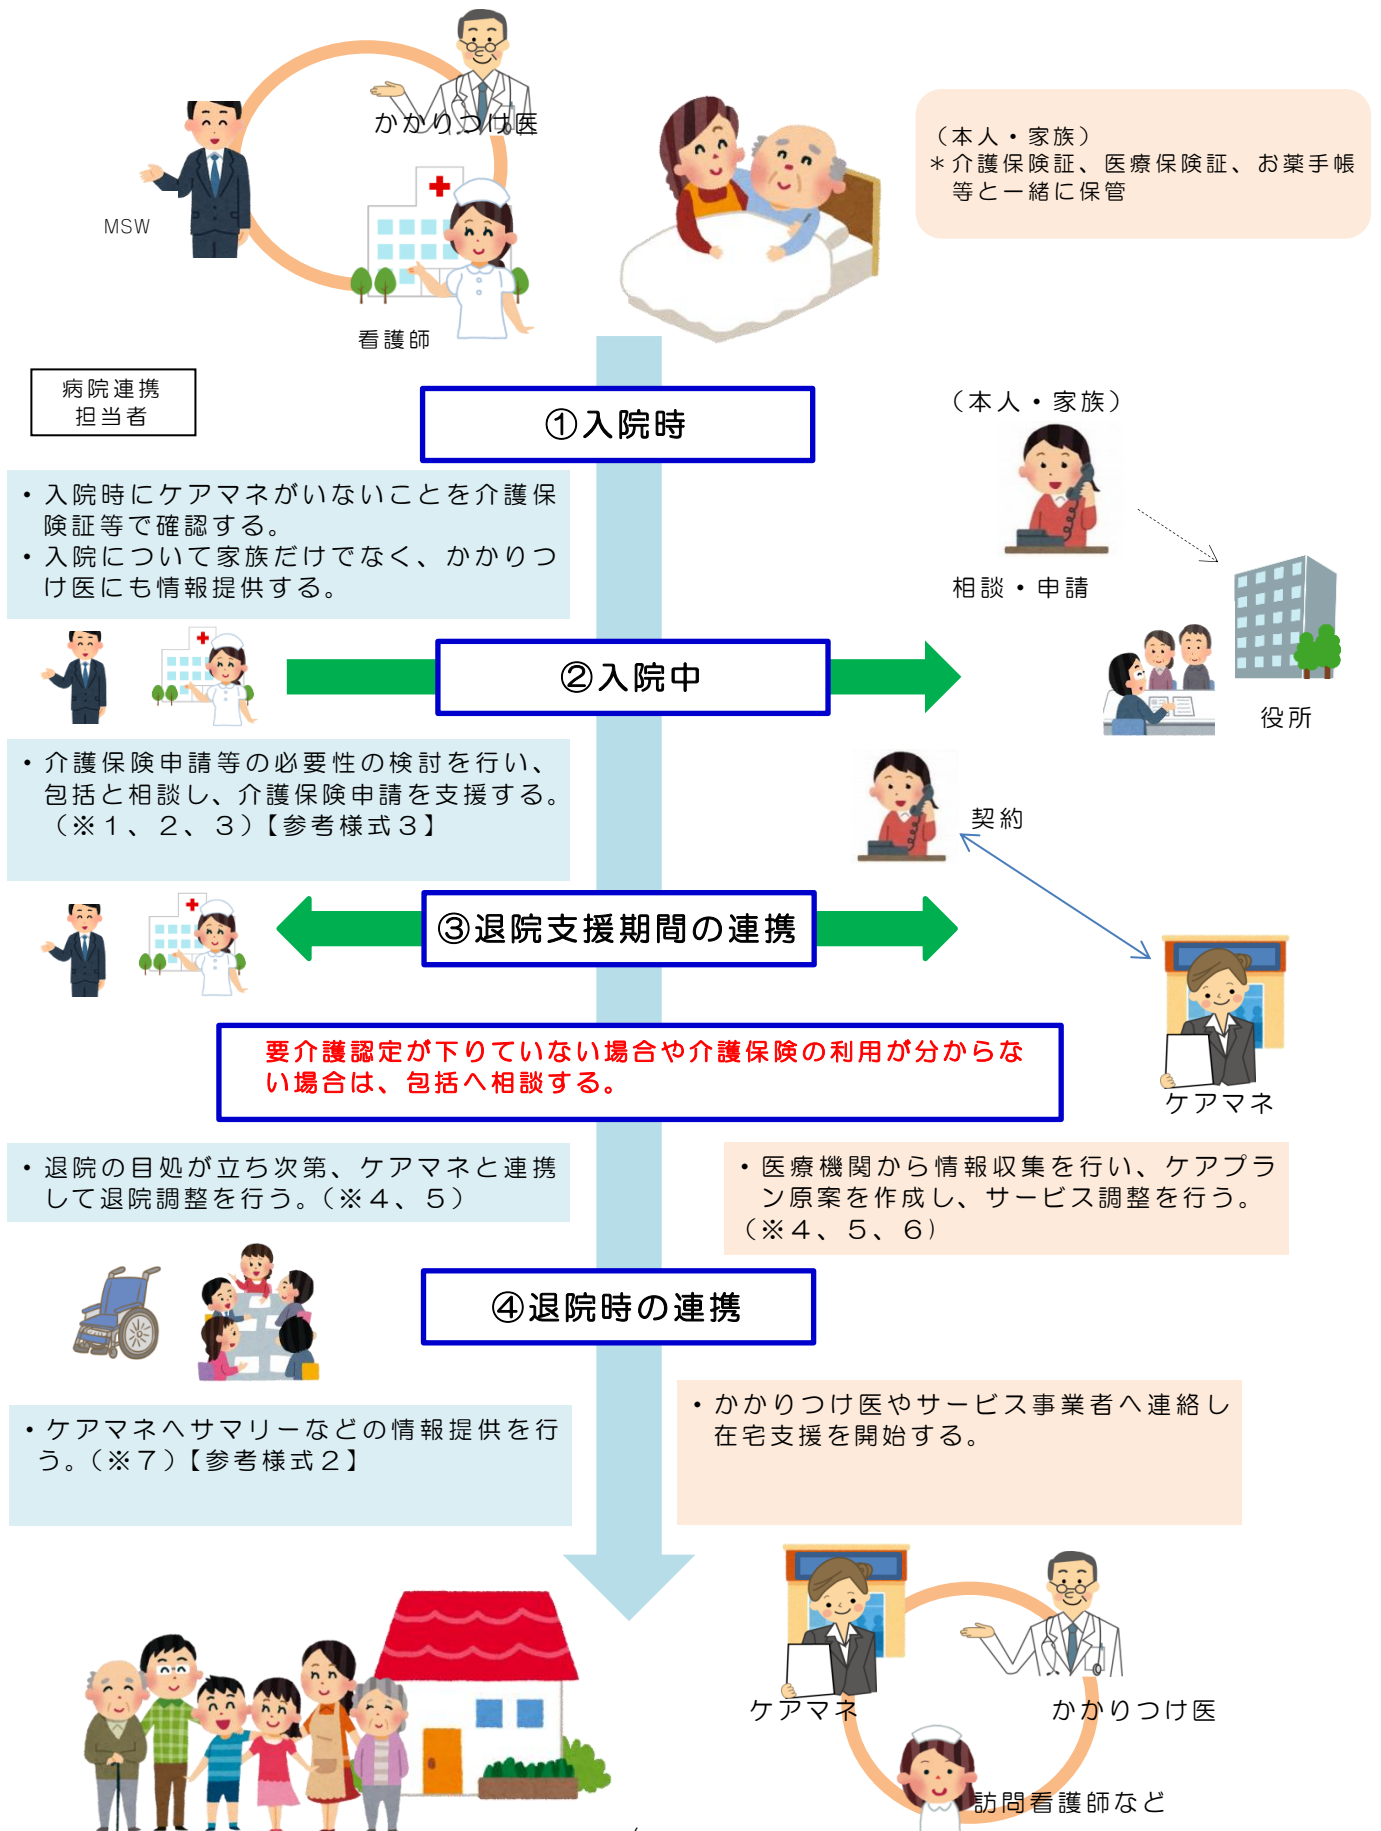 かかりつけ医
MSW
看護師
（本人・家族）
＊介護保険証、医療保険証、お薬手帳
等と一緒に保管
病院連携
担当者
①入院時
（本人・家族）
・入院時にケアマネがいないことを介護保
険証等で確認する。
・入院について家族だけでなく、かかりつ
け医にも情報提供する。
相談・申請
②入院中
役所
・介護保険申請等の必要性の検討を行い、
包括と相談し、介護保険申請を支援する。
（※１、２、３）【参考様式３】
契約
③退院支援期間の連携
要介護認定が下りていない場合や介護保険の利用が分からな
い場合は、包括へ相談する。
ケアマネ
・退院の目処が立ち次第、ケアマネと連携
して退院調整を行う。（※４、５）
・医療機関から情報収集を行い、ケアプラ
ン原案を作成し、サービス調整を行う。
（※４、５、６）
④退院時の連携
・ケアマネへサマリーなどの情報提供を行
う。（※７）【参考様式２】
・かかりつけ医やサービス事業者へ連絡し
在宅支援を開始する。
ケアマネ
かかりつけ医
訪問看護師など